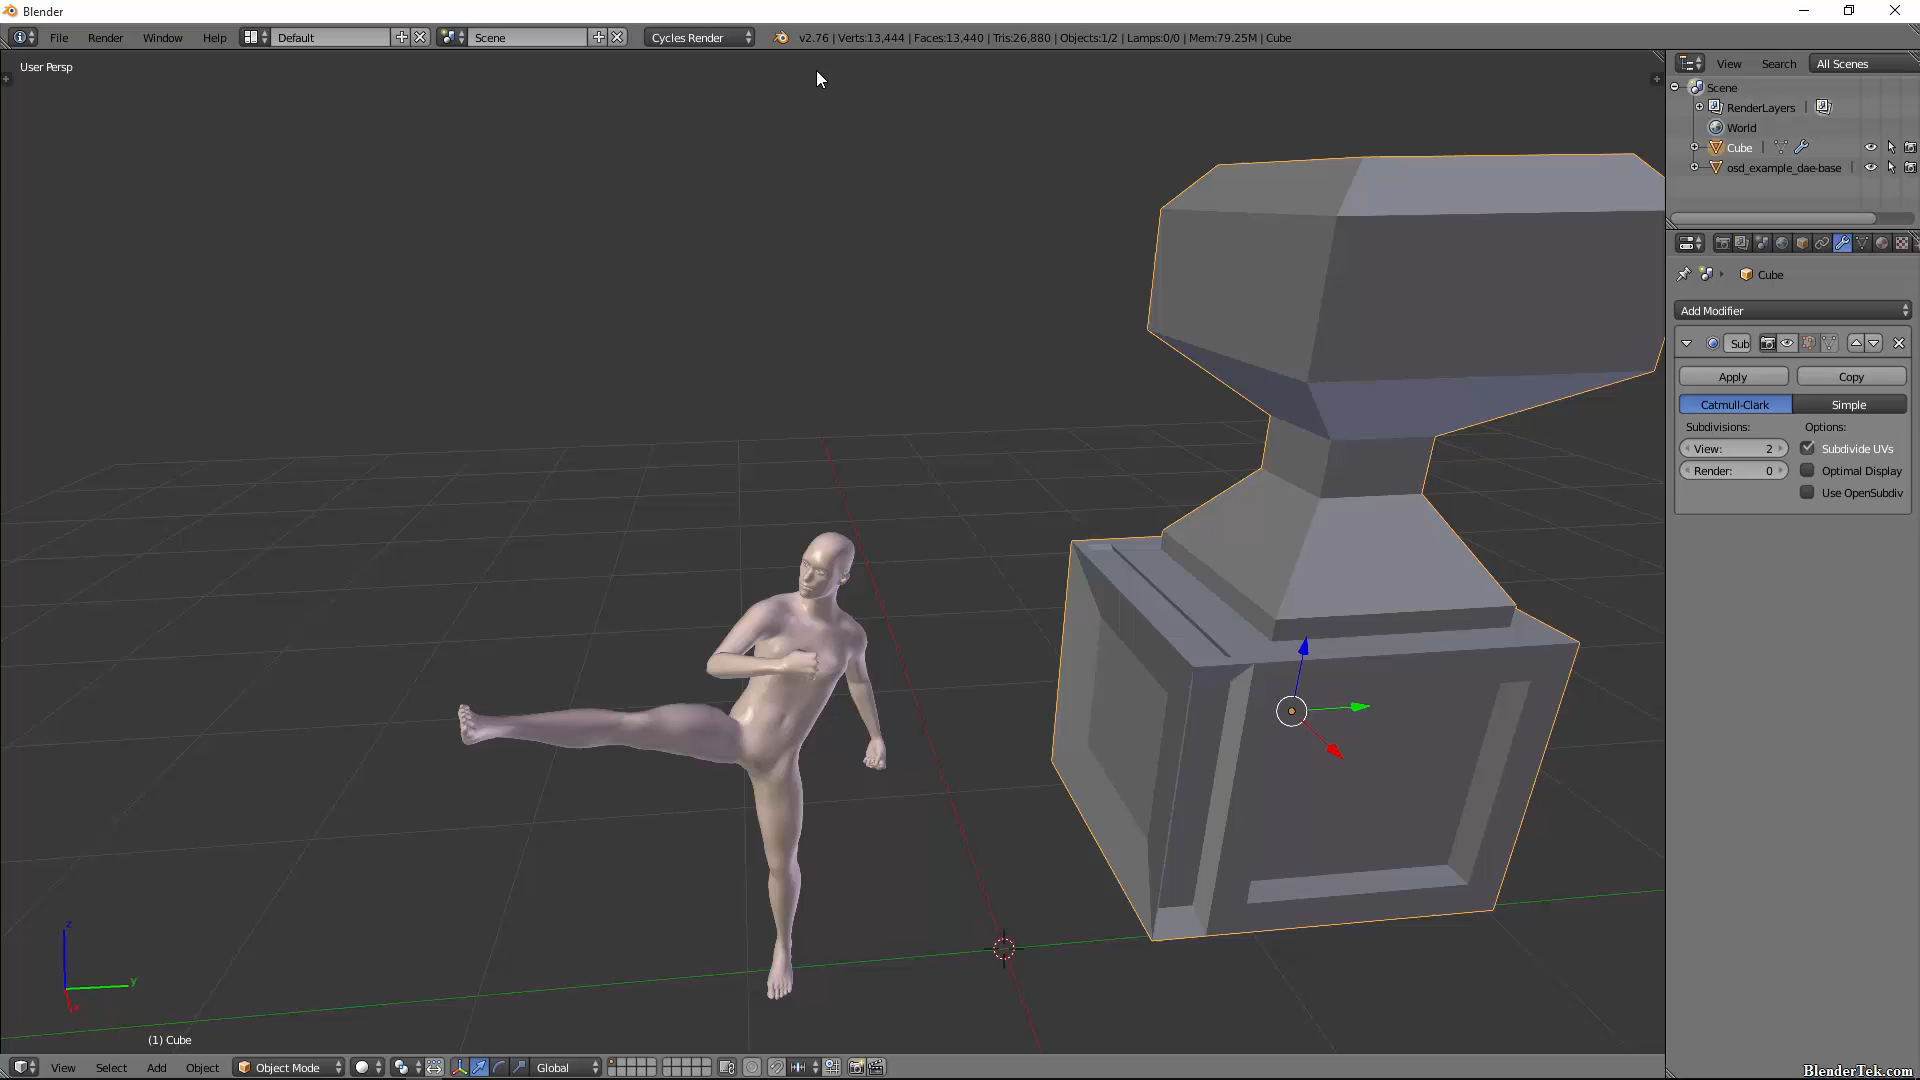 Blender
File Render Window Help Default Scene Cycles Render v2.76 | Verts:13,444 | Faces:13,440 | Tris:26,880 | Objects:1/2 | Lamps:0/0 | Mem:79.25M | Cube
User Persp
View Search All Scenes
Scene
RenderLayers
World
Cube
osd_example_dae-base
Cube
Add Modifier
Sub
Apply Copy
Catmull-Clark Simple
Subdivisions: Options:
View: 2 Subdivide UVs
Render: 0 Optimal Display
Use OpenSubdiv
z
y
x
(1) Cube
View Select Add Object Object Mode Global
BlenderTek.com